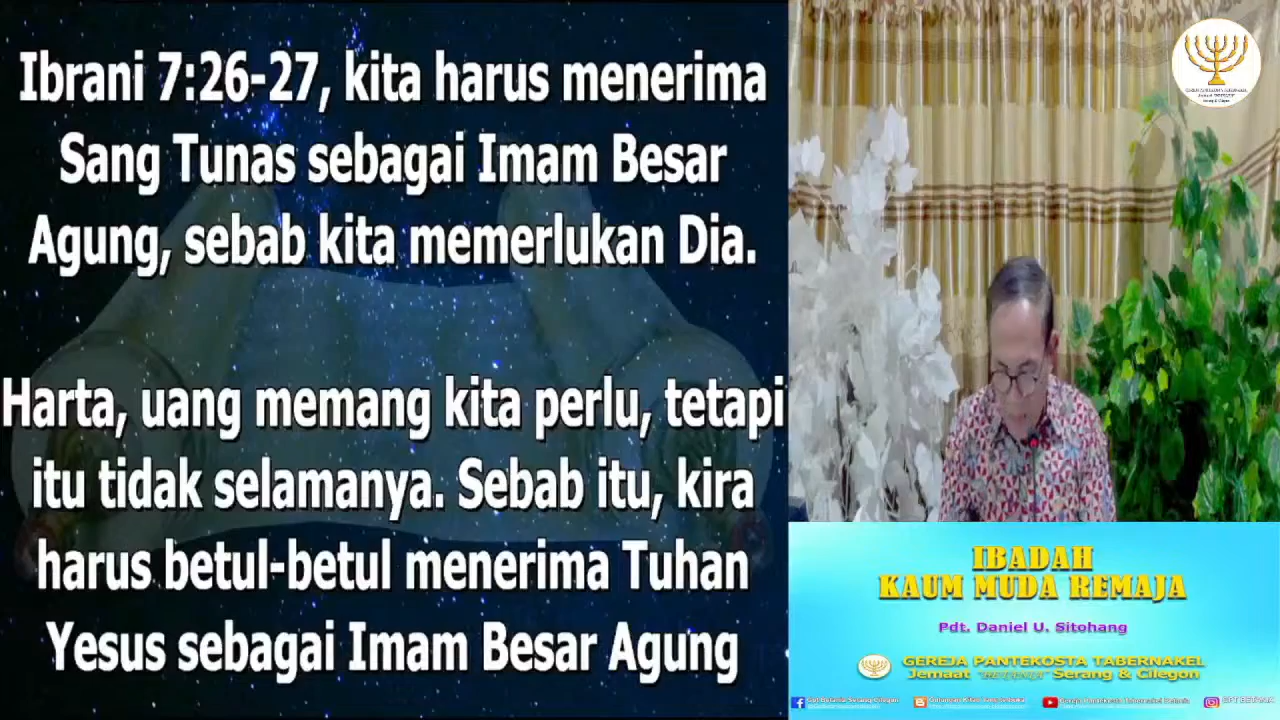 Ibrani 7:26-27, kita harus menerima
Sang Tunas sebagai Imam Besar
Agung, sebab kita memerlukan Dia.
Harta, uang memang kita perlu, tetapi
itu tidak selamanya. Sebab itu, kira
harus betul-betul menerima Tuhan
Yesus sebagai Imam Besar Agung
IBADAH
KAUM MUDA REMAJA
Pdt. Daniel U. Sitohang
GEREJA PANTEKOSTA TABERNAKEL
Jemaat "BETANIA" Serang & Cilegon